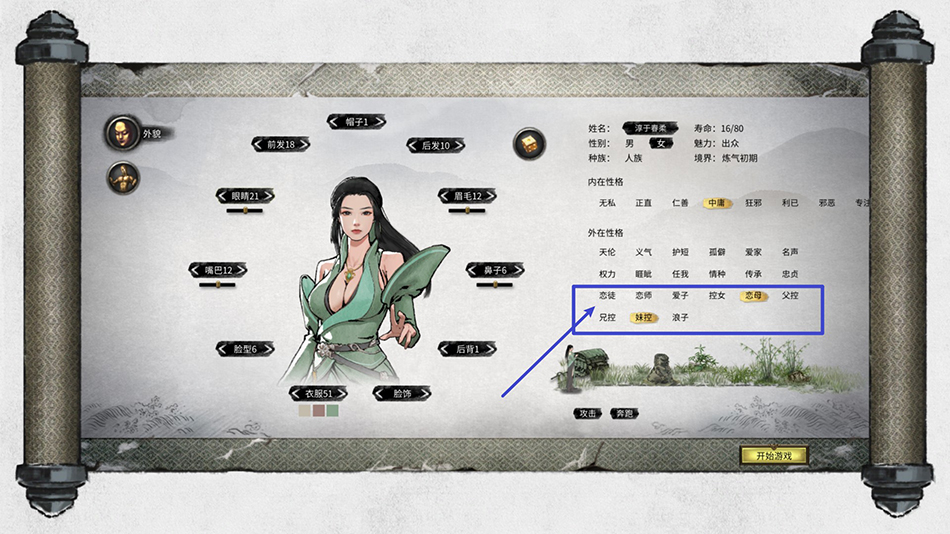 外貌
帽子1
前发18
后发10
眼睛21
眉毛12
嘴巴12
鼻子6
脸型6
后背1
衣服51
脸饰
姓名： 淳于春柔 寿命：16/80
性别： 男 女 魅力：出众
种族： 人族 境界：炼气初期
内在性格
无私 正直 仁善 中庸 狂邪 利已 邪恶 专注
外在性格
天伦 义气 护短 孤僻 爱家 名声
权力 睚眦 任我 情种 传承 忠贞
恋徒 恋师 爱子 控女 恋母 父控
兄控 妹控 浪子
攻击 奔跑
开始游戏